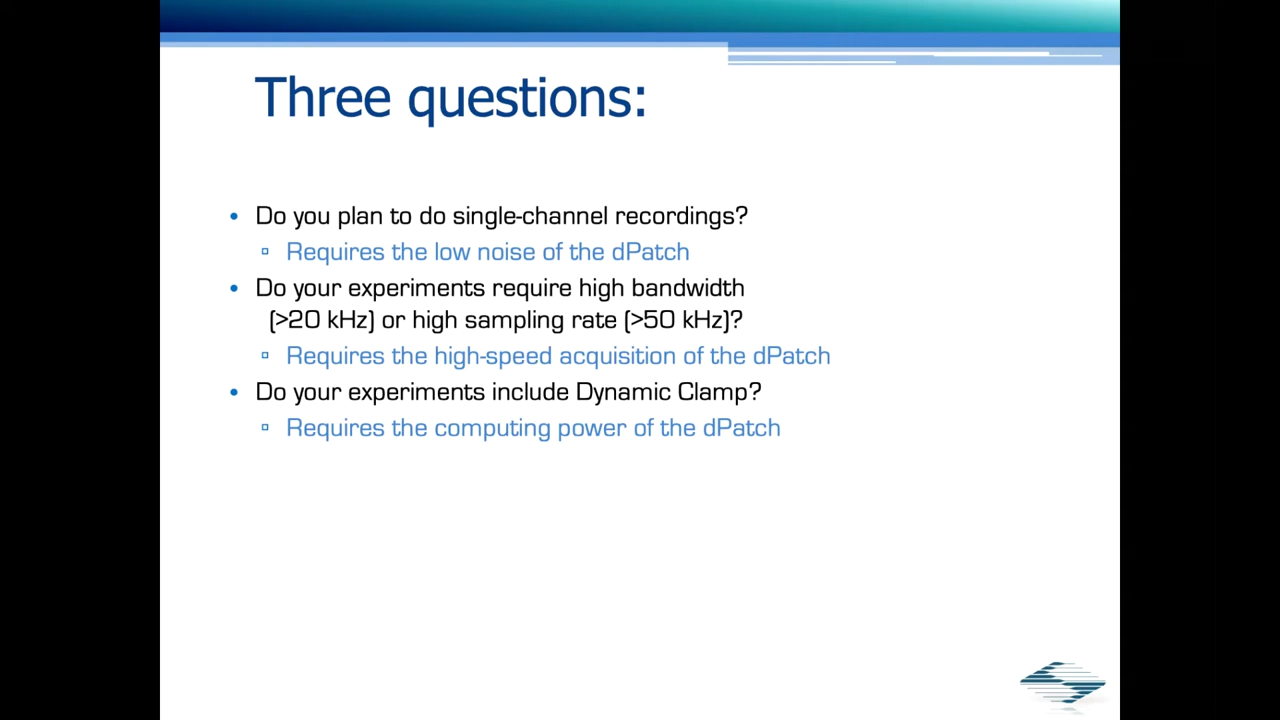 Three questions:
• Do you plan to do single-channel recordings?
▫ Requires the low noise of the dPatch
• Do your experiments require high bandwidth
(>20 kHz) or high sampling rate (>50 kHz)?
▫ Requires the high-speed acquisition of the dPatch
• Do your experiments include Dynamic Clamp?
▫ Requires the computing power of the dPatch